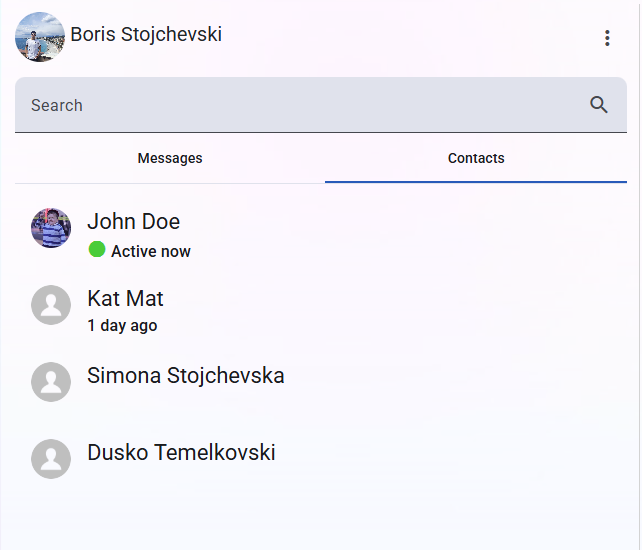 Boris Stojchevski
Search
Messages
Contacts
John Doe
Active now
Kat Mat
1 day ago
Simona Stojchevska
Dusko Temelkovski